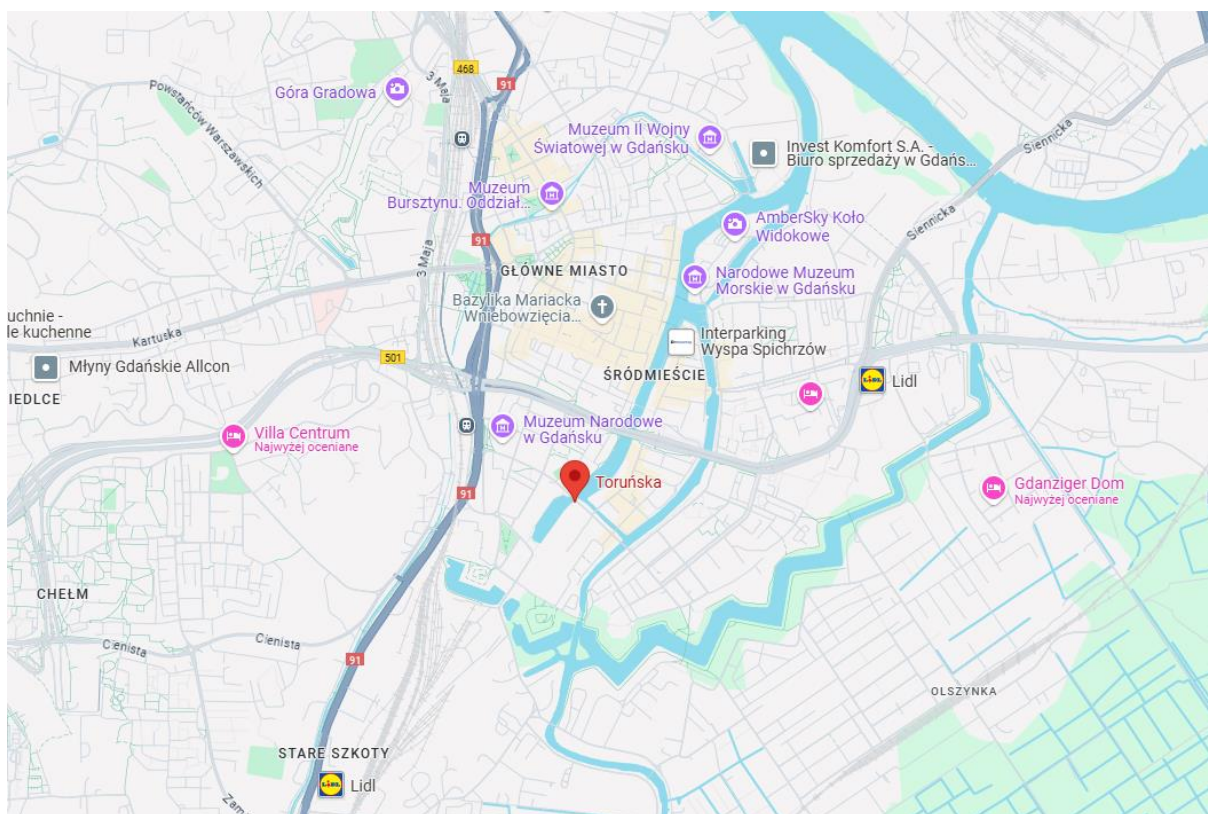 3 Maja
468
91
Góra Gradowa
Powstańców Warszawskich
Muzeum II Wojny
Światowej w Gdańsku
Invest Komfort S.A. -
Biuro sprzedaży w Gdańs...
Siennicka
Muzeum
Bursztynu. Oddział...
AmberSky Koło
Widokowe
Siennicka
91
3 Maja
GŁÓWNE MIASTO
Narodowe Muzeum
Morskie w Gdańsku
Bazylika Mariacka
Wniebowzięcia...
uchnie -
le kuchenne
Kartuska
Interparking
Wyspa Spichrzów
501
Młyny Gdańskie Allcon
ŚRÓDMIEŚCIE
LIDL
Lidl
IEDLCE
Muzeum Narodowe
w Gdańsku
Villa Centrum
Najwyżej oceniane
Toruńska
Gdanziger Dom
Najwyżej oceniane
91
CHEŁM
Cienista
Cienista
91
OLSZYNKA
STARE SZKOTY
LIDL
Lidl
Zam